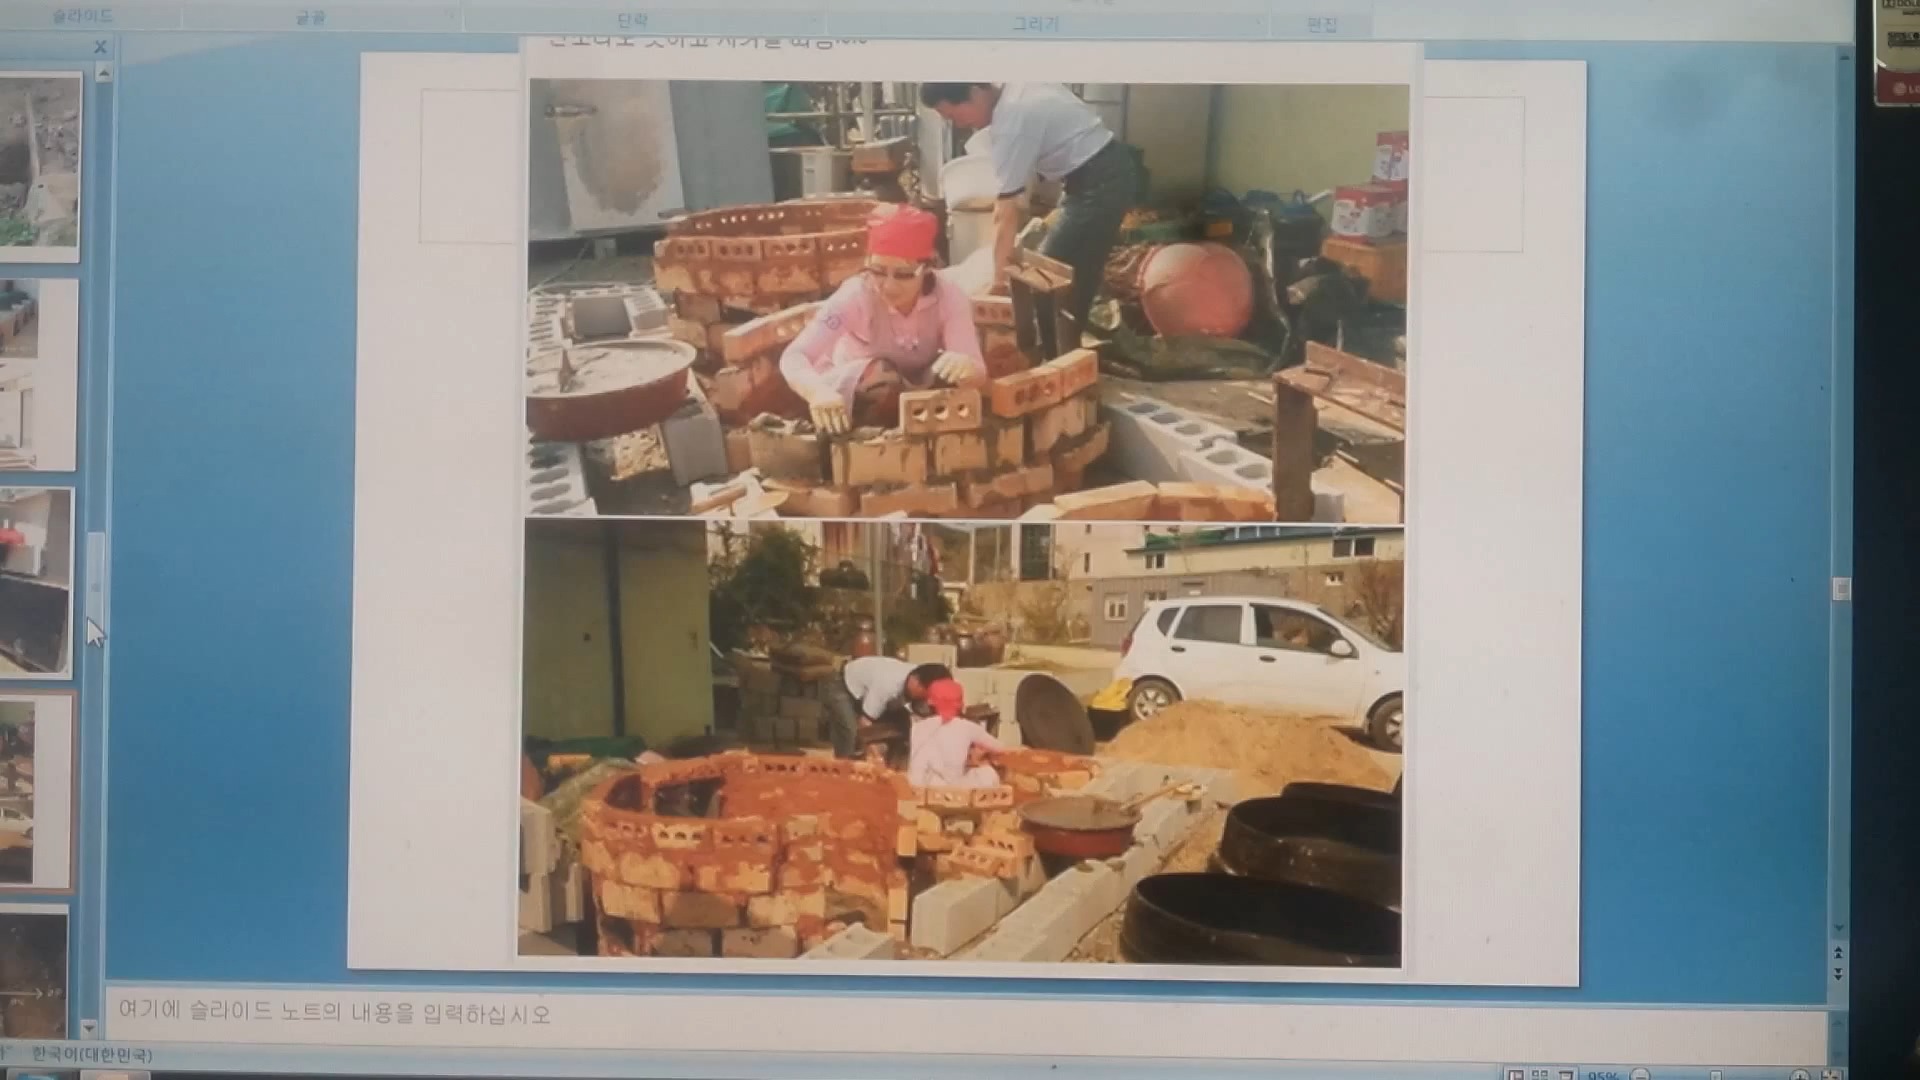 슬라이드
글꼴
단락
그리기
편집
여기에 슬라이드 노트의 내용을 입력하십시오
한국어(대한민국)
95%